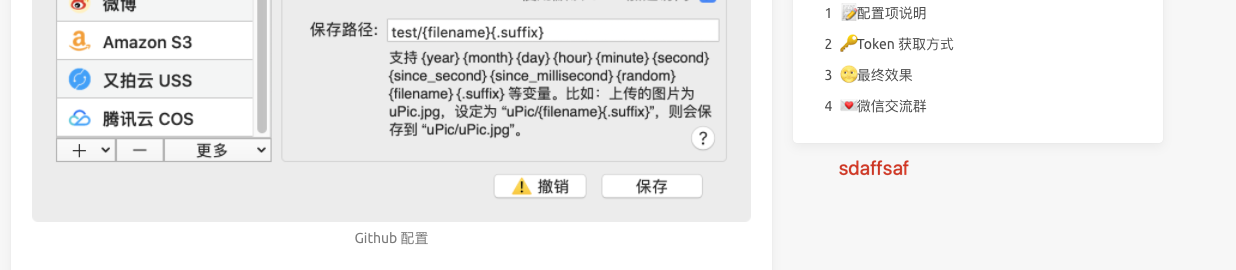 微博
Amazon S3
又拍云 USS
腾讯云 COS
更多
保存路径:
test/{filename}{.suffix}
支持 {year} {month} {day} {hour} {minute} {second}
{since_second} {since_millisecond} {random}
{filename} {.suffix} 等变量。比如：上传的图片为
uPic.jpg，设定为 “uPic/{filename}{.suffix}”，则会保
存到 “uPic/uPic.jpg”。
?
撤销
保存
Github 配置
1 📝配置项说明
2 🔑Token 获取方式
3 😬最终效果
4 💌微信交流群
sdaffsaf